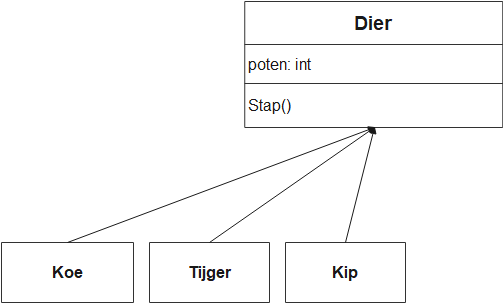 Dier
poten: int
Stap()
Koe
Tijger
Kip